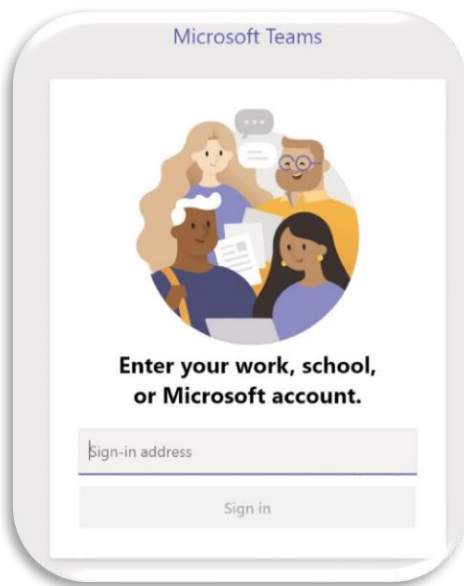 Microsoft Teams
Enter your work, school,
or Microsoft account.
Sign-in address
Sign in